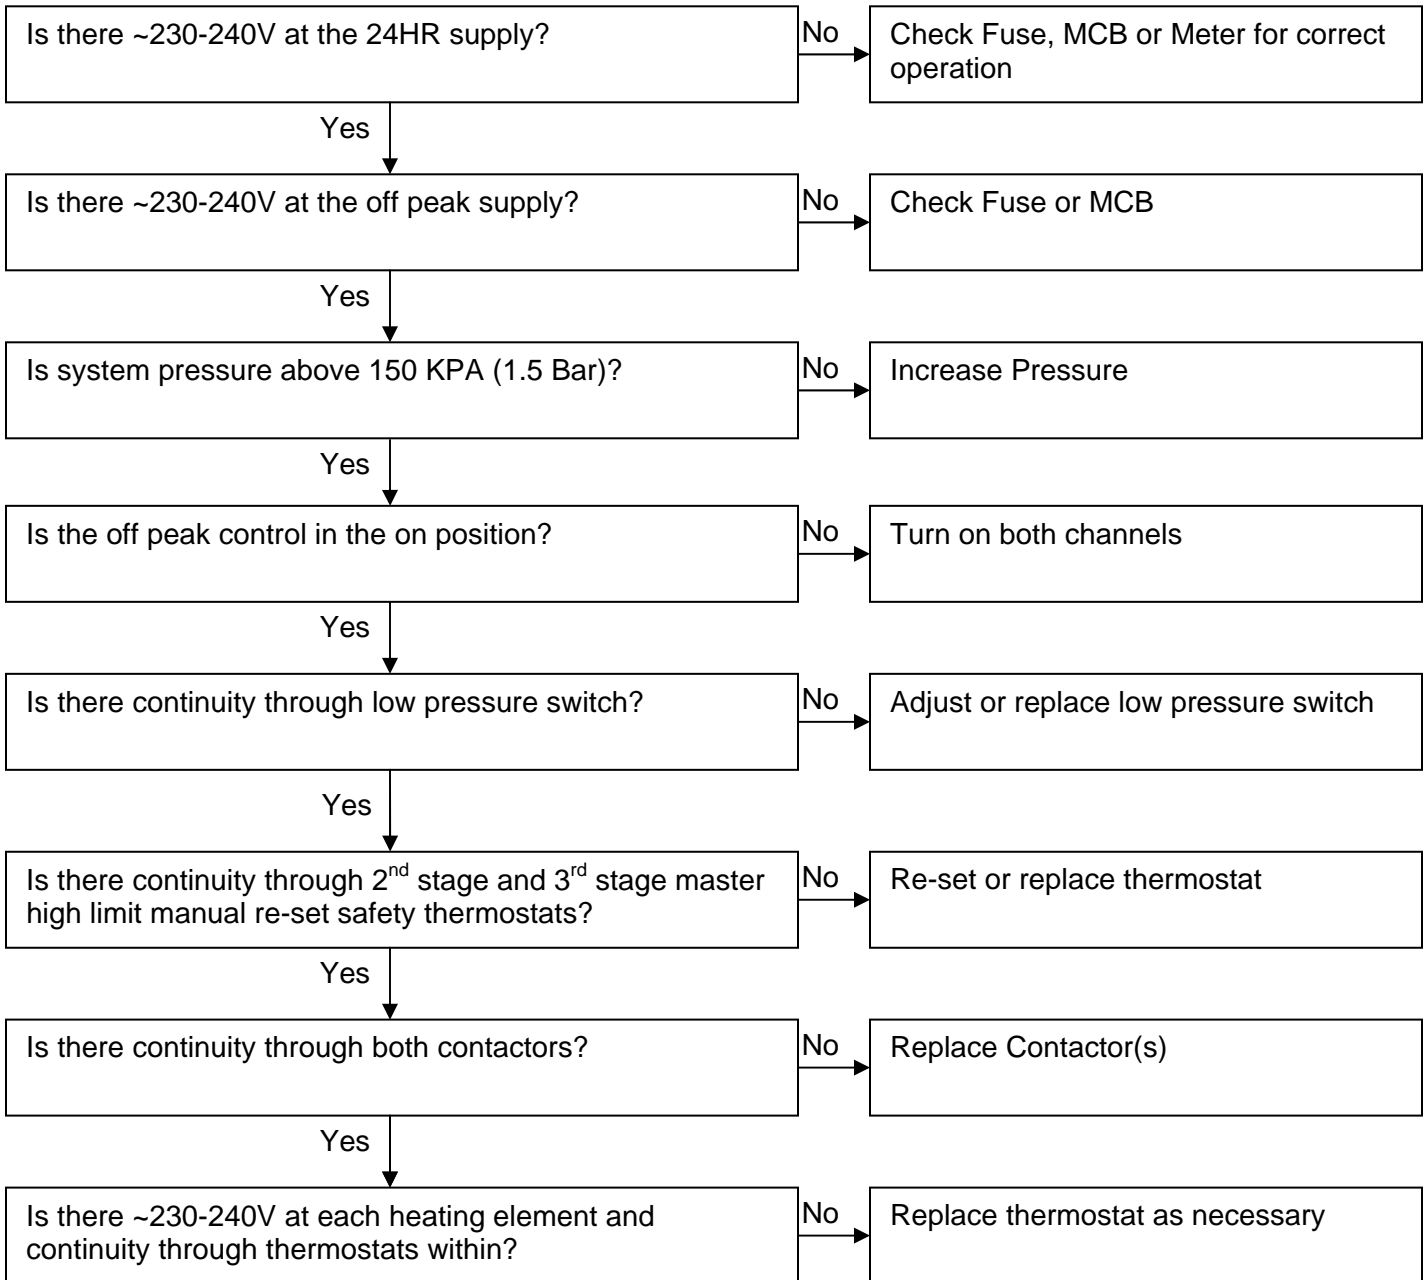 Is there ~230-240V at the 24HR supply?
No
Check Fuse, MCB or Meter for correct
operation
Yes
Is there ~230-240V at the off peak supply?
No
Check Fuse or MCB
Yes
Is system pressure above 150 KPA (1.5 Bar)?
No
Increase Pressure
Yes
Is the off peak control in the on position?
No
Turn on both channels
Yes
Is there continuity through low pressure switch?
No
Adjust or replace low pressure switch
Yes
Is there continuity through 2nd stage and 3rd stage master
high limit manual re-set safety thermostats?
No
Re-set or replace thermostat
Yes
Is there continuity through both contactors?
No
Replace Contactor(s)
Yes
Is there ~230-240V at each heating element and
continuity through thermostats within?
No
Replace thermostat as necessary